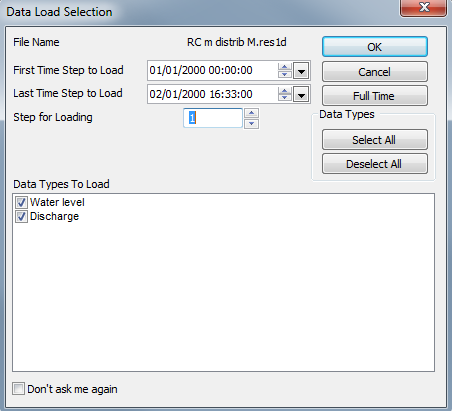 Data Load Selection
File Name RC m distrib M.res1d
OK
First Time Step to Load 01/01/2000 00:00:00
Cancel
Last Time Step to Load 02/01/2000 16:33:00
Full Time
Step for Loading 1
Data Types
Select All
Deselect All
Data Types To Load
Water level
Discharge
Don't ask me again